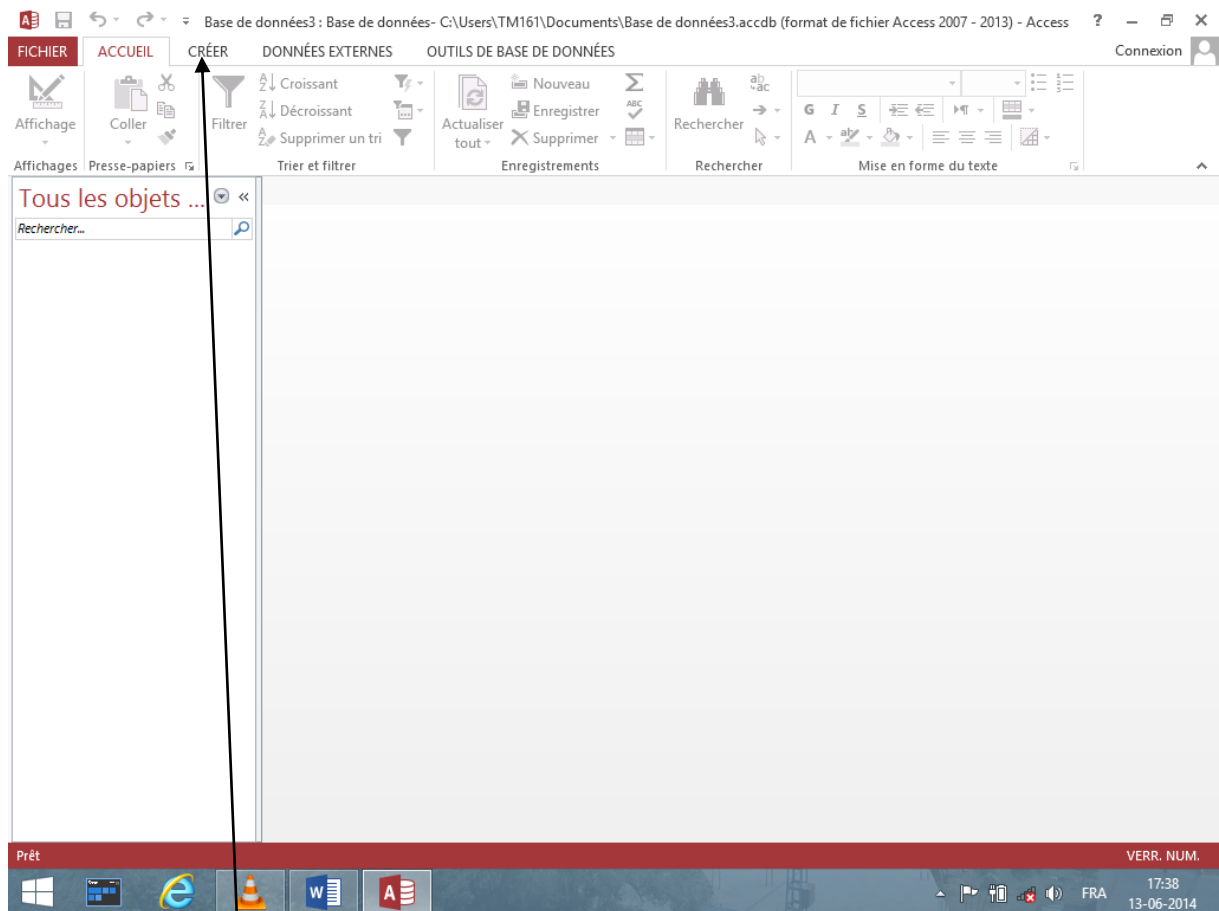 Base de données3 : Base de données- C:\Users\TM161\Documents\Base de données3.accdb (format de fichier Access 2007 - 2013) - Access ?
FICHIER ACCUEIL CRÉER DONNÉES EXTERNES OUTILS DE BASE DE DONNÉES Connexion
Affichage
Coller
Filtrer
Croissant
Décroissant
Supprimer un tri
Actualiser
tout
Nouveau
Enregistrer
Supprimer
Rechercher
G I S
A
Affichages Presse-papiers Trier et filtrer Enregistrements Rechercher Mise en forme du texte
Tous les objets ...
Rechercher...
Prêt VERR. NUM.
FRA 17:38
13-06-2014